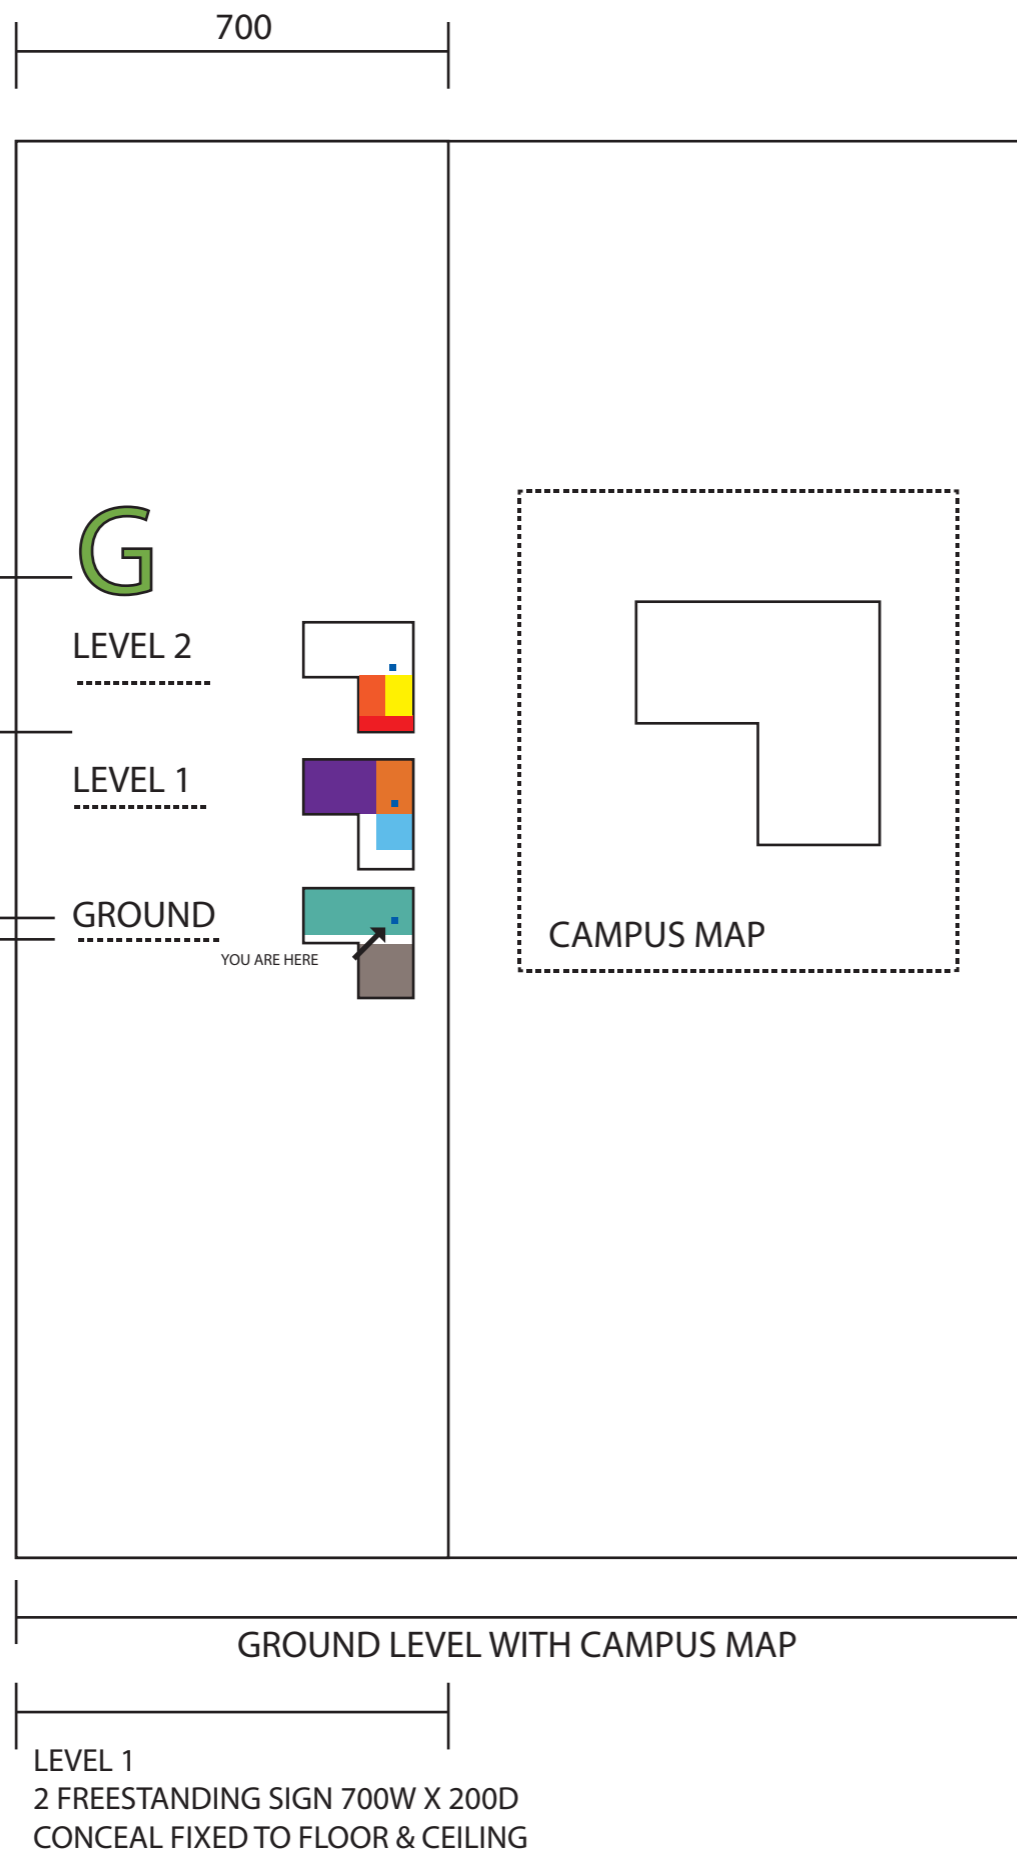 700
G
LEVEL 2
LEVEL 1
GROUND
YOU ARE HERE
CAMPUS MAP
GROUND LEVEL WITH CAMPUS MAP
LEVEL 1
2 FREESTANDING SIGN 700W X 200D
CONCEAL FIXED TO FLOOR & CEILING